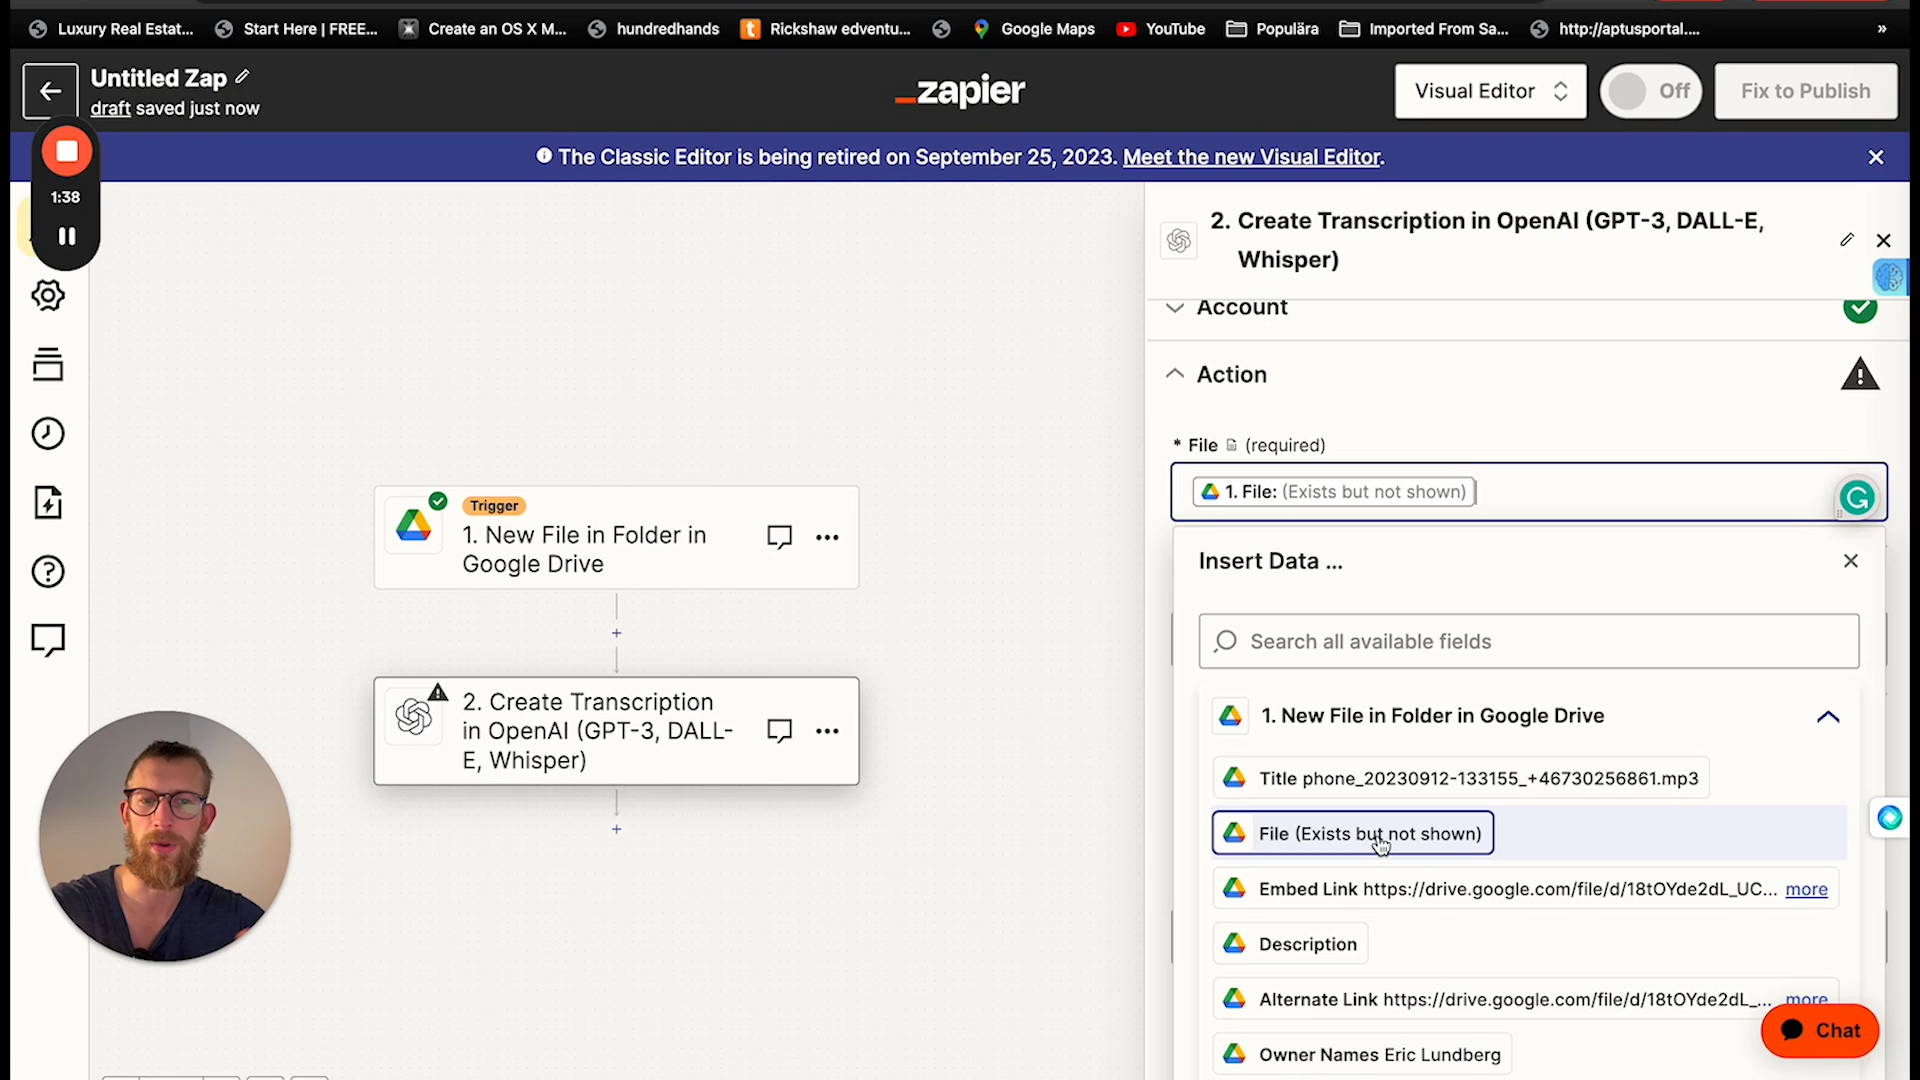 Luxury Real Estat...
Start Here | FREE...
Create an OS X M...
hundredhands
Rickshaw edventu...
Google Maps
YouTube
Populära
Imported From Sa...
http://aptusportal....
»
Untitled Zap
draft saved just now
_zapier
Visual Editor
Off
Fix to Publish
The Classic Editor is being retired on September 25, 2023. Meet the new Visual Editor.
1:38
Trigger
1. New File in Folder in
Google Drive
2. Create Transcription
in OpenAI (GPT-3, DALL-
E, Whisper)
2. Create Transcription in OpenAI (GPT-3, DALL-E,
Whisper)
Account
Action
* File (required)
1. File: (Exists but not shown)
Insert Data ...
Search all available fields
1. New File in Folder in Google Drive
Title phone_20230912-133155_+46730256861.mp3
File (Exists but not shown)
Embed Link https://drive.google.com/file/d/18tOYde2dL_UC... more
Description
Alternate Link https://drive.google.com/file/d/18tOYde2dL_... more
Chat
Owner Names Eric Lundberg